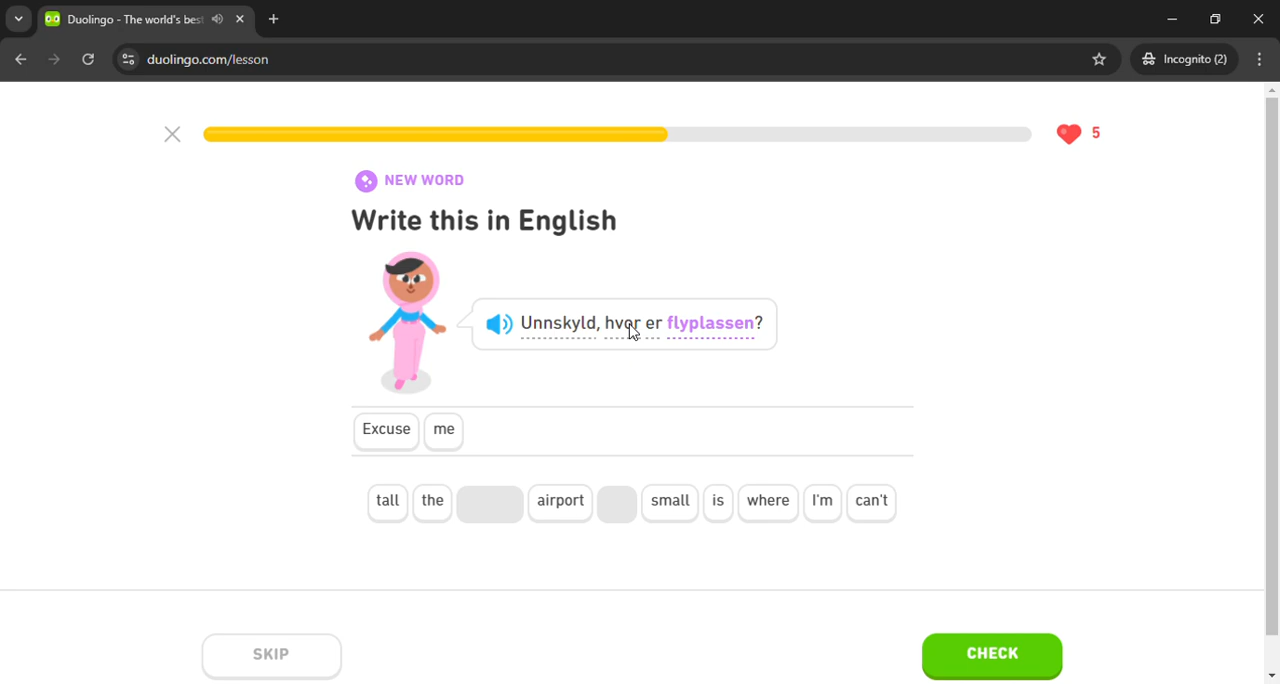 Duolingo - The world's best
duolingo.com/lesson
Incognito (2)
5
NEW WORD
Write this in English
Unnskyld, hvor er flyplassen?
Excuse me
tall the airport small is where I'm can't
SKIP
CHECK